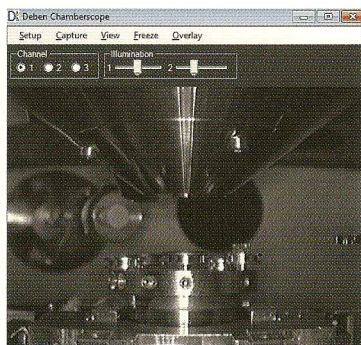 Deben Chamberscope
Setup Capture View Freeze Overlay
Channel Illumination
1 2 3 1 2